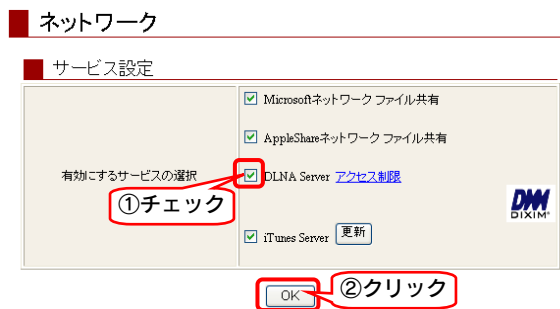 ネットワーク
サービス設定
Microsoftネットワーク ファイル共有
AppleShareネットワーク ファイル共有
有効にするサービスの選択
DLNA Server アクセス制限
①チェック
DIXIM
iTunes Server 更新
OK
②クリック